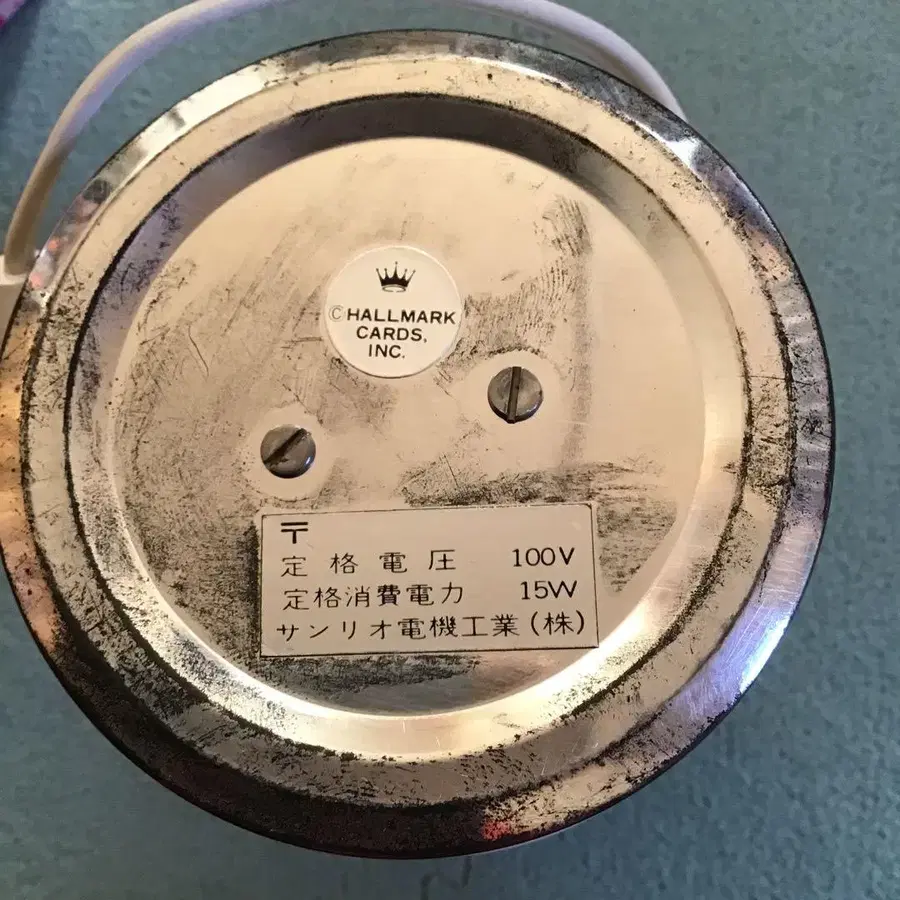 ©HALLMARK
CARDS,
INC.
〒
定格電圧 100V
定格消費電力 15W
サンリオ電機工業(株)